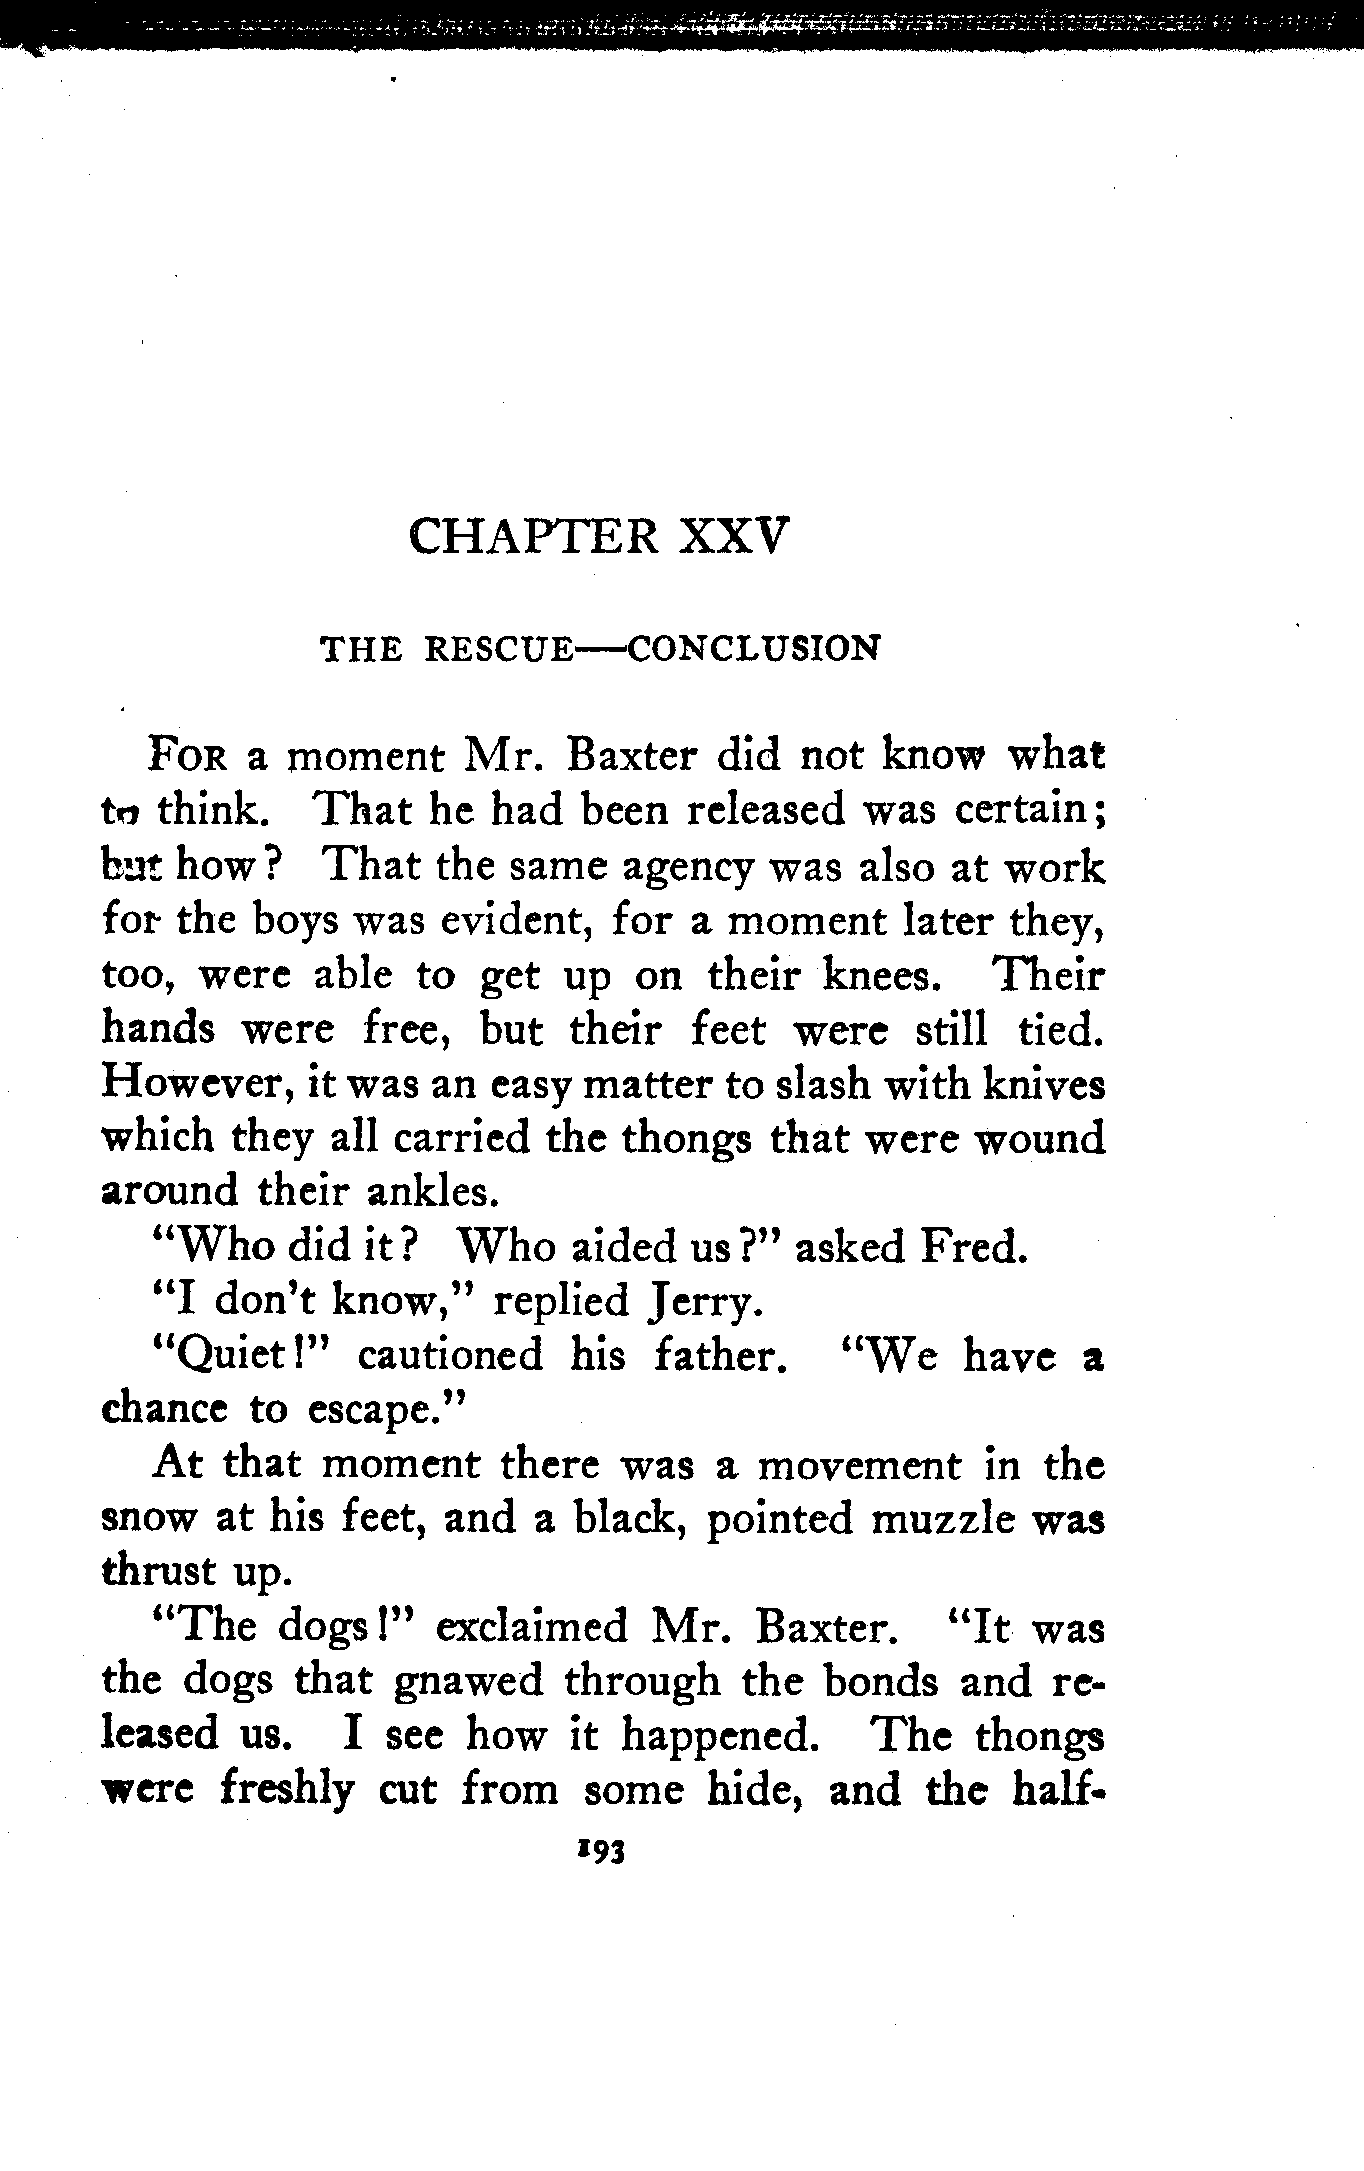 CHAPTER XXV
THE RESCUE—CONCLUSION
FOR a moment Mr. Baxter did not know what
to think. That he had been released was certain;
but how? That the same agency was also at work
for the boys was evident, for a moment later they,
too, were able to get up on their knees. Their
hands were free, but their feet were still tied.
However, it was an easy matter to slash with knives
which they all carried the thongs that were wound
around their ankles.
"Who did it? Who aided us?" asked Fred.
"I don't know," replied Jerry.
"Quiet!" cautioned his father. "We have a
chance to escape."
At that moment there was a movement in the
snow at his feet, and a black, pointed muzzle was
thrust up.
"The dogs!" exclaimed Mr. Baxter. "It was
the dogs that gnawed through the bonds and re-
leased us. I see how it happened. The thongs
were freshly cut from some hide, and the half-
193